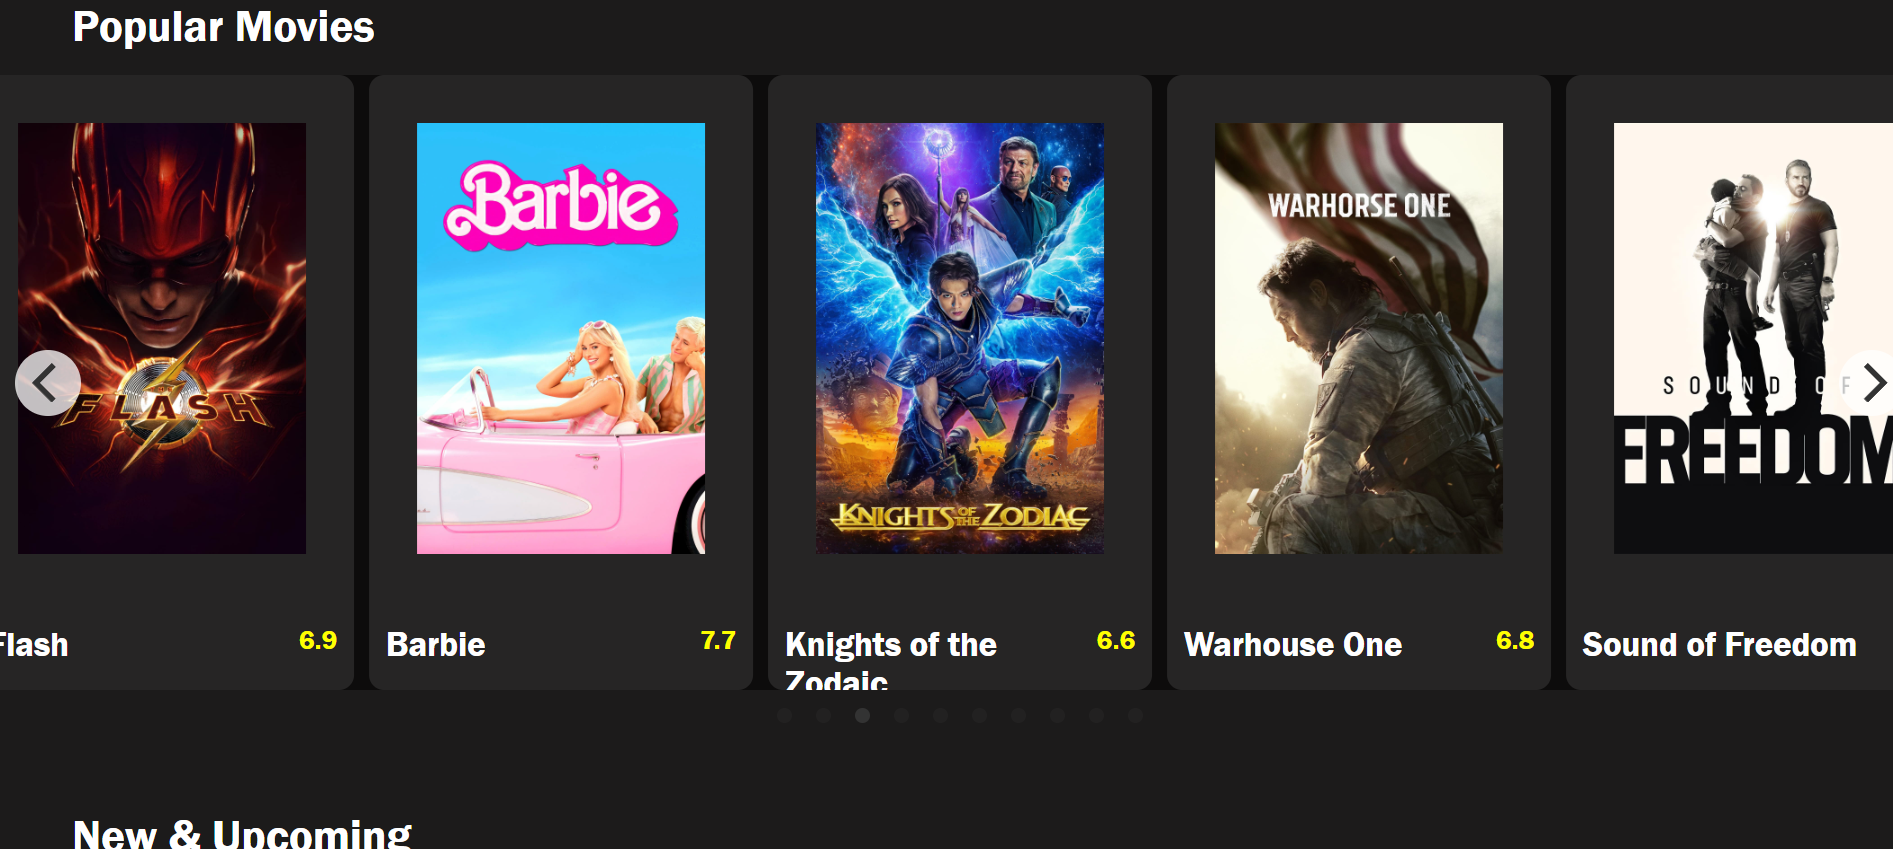 Popular Movies
FLASH
Barbie
KNIGHTS OF THE ZODIAC
WARHORSE ONE
SOUND OF
FREEDOM
Flash 6.9
Barbie 7.7
Knights of the 6.6
Zodaic
Warhouse One 6.8
Sound of Freedom
New & Upcoming